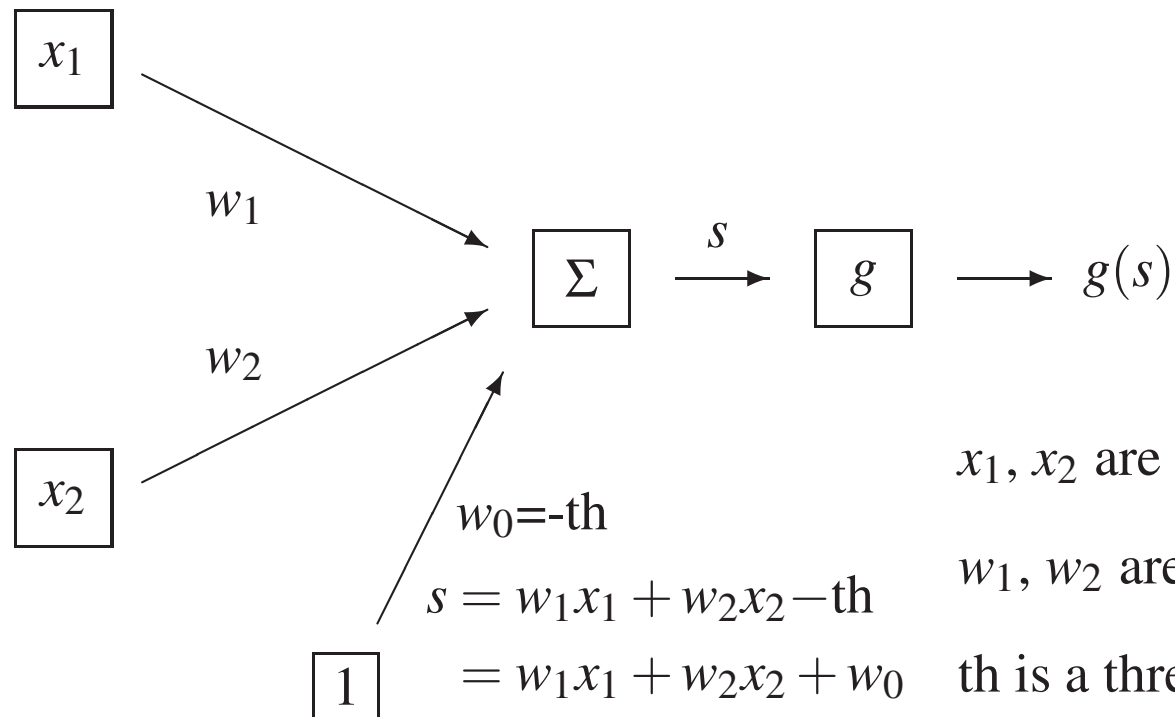 x₁
w₁
s
Σ
g
g(s)
w₂
x₂
x₁, x₂ are
w₀=-th
w₁, w₂ are
s = w₁x₁ + w₂x₂−th
1
= w₁x₁ + w₂x₂ + w₀
th is a